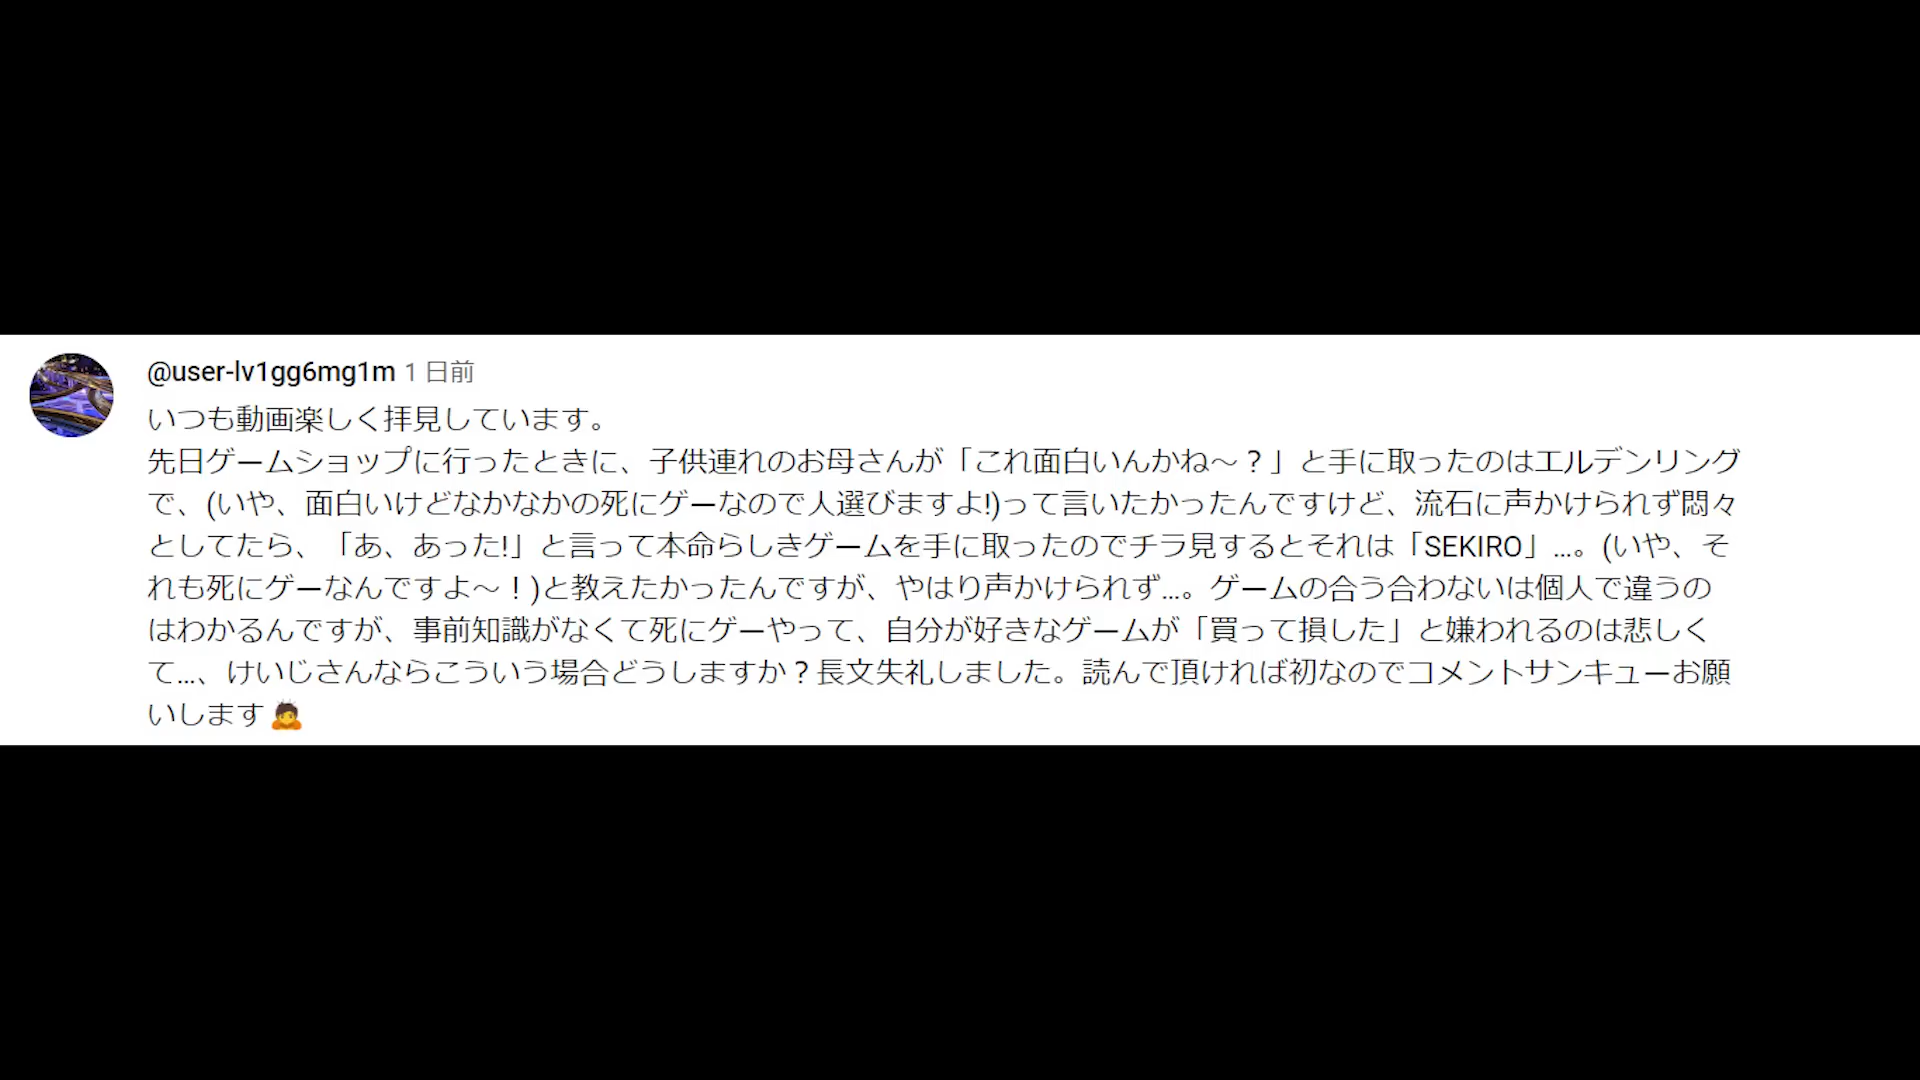 @user-lv1gg6mg1m 1 日前
いつも動画楽しく拝見しています。
先日ゲームショップに行ったときに、子供連れのお母さんが「これ面白いんかね～？」と手に取ったのはエルデンリング
で、(いや、面白いけどなかなかの死にゲーなので人選びますよ!)って言いたかったんですけど、流石に声かけられず悶々
としてたら、「あ、あった!」と言って本命らしきゲームを手に取ったのでチラ見するとそれは「SEKIRO」…。(いや、そ
れも死にゲーなんですよ～！)と教えたかったんですが、やはり声かけられず…。ゲームの合う合わないは個人で違うの
はわかるんですが、事前知識がなくて死にゲーやって、自分が好きなゲームが「買って損した」と嫌われるのは悲しく
て…、けいじさんならこういう場合どうしますか？長文失礼しました。読んで頂ければ初なのでコメントサンキューお願
いします🙇